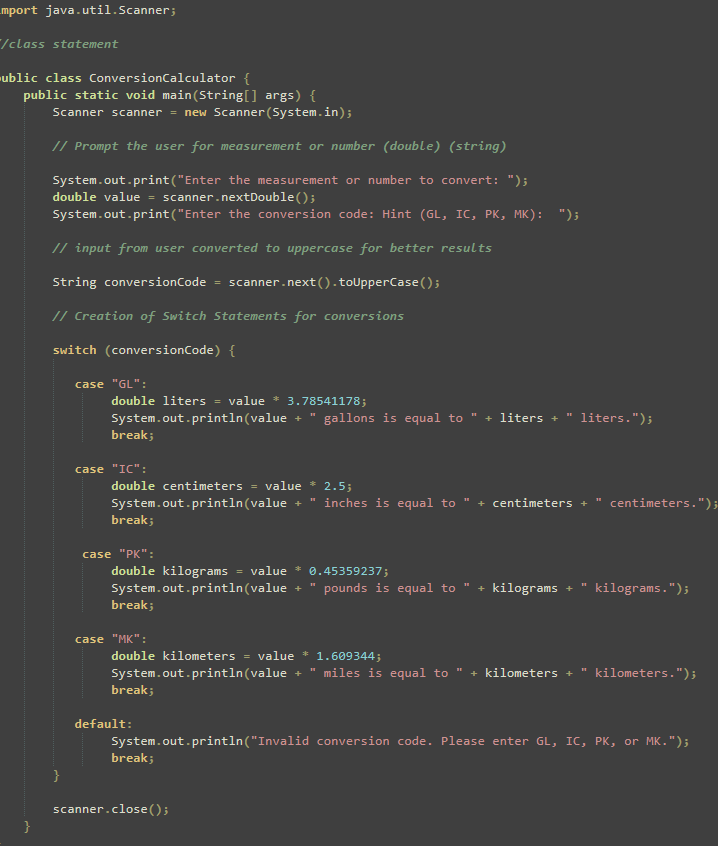 mport java.util.Scanner;
//class statement
public class ConversionCalculator {
public static void main(String[] args) {
Scanner scanner = new Scanner(System.in);
// Prompt the user for measurement or number (double) (string)
System.out.print("Enter the measurement or number to convert: ");
double value = scanner.nextDouble();
System.out.print("Enter the conversion code: Hint (GL, IC, PK, MK):  ");
// input from user converted to uppercase for better results
String conversionCode = scanner.next().toUpperCase();
// Creation of Switch Statements for conversions
switch (conversionCode) {
case "GL":
double liters = value * 3.78541178;
System.out.println(value + " gallons is equal to " + liters + " liters.");
break;
case "IC":
double centimeters = value * 2.5;
System.out.println(value + " inches is equal to " + centimeters + " centimeters.");
break;
case "PK":
double kilograms = value * 0.45359237;
System.out.println(value + " pounds is equal to " + kilograms + " kilograms.");
break;
case "MK":
double kilometers = value * 1.609344;
System.out.println(value + " miles is equal to " + kilometers + " kilometers.");
break;
default:
System.out.println("Invalid conversion code. Please enter GL, IC, PK, or MK.");
break;
}
scanner.close();
}